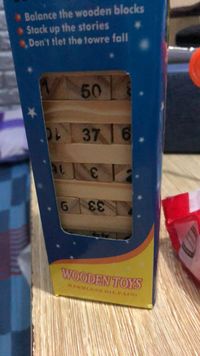 Balance the wooden blocks
Stack up the stories
Don't tlet the towre fall
50
37 6
3
9 33
WOODEN TOYS